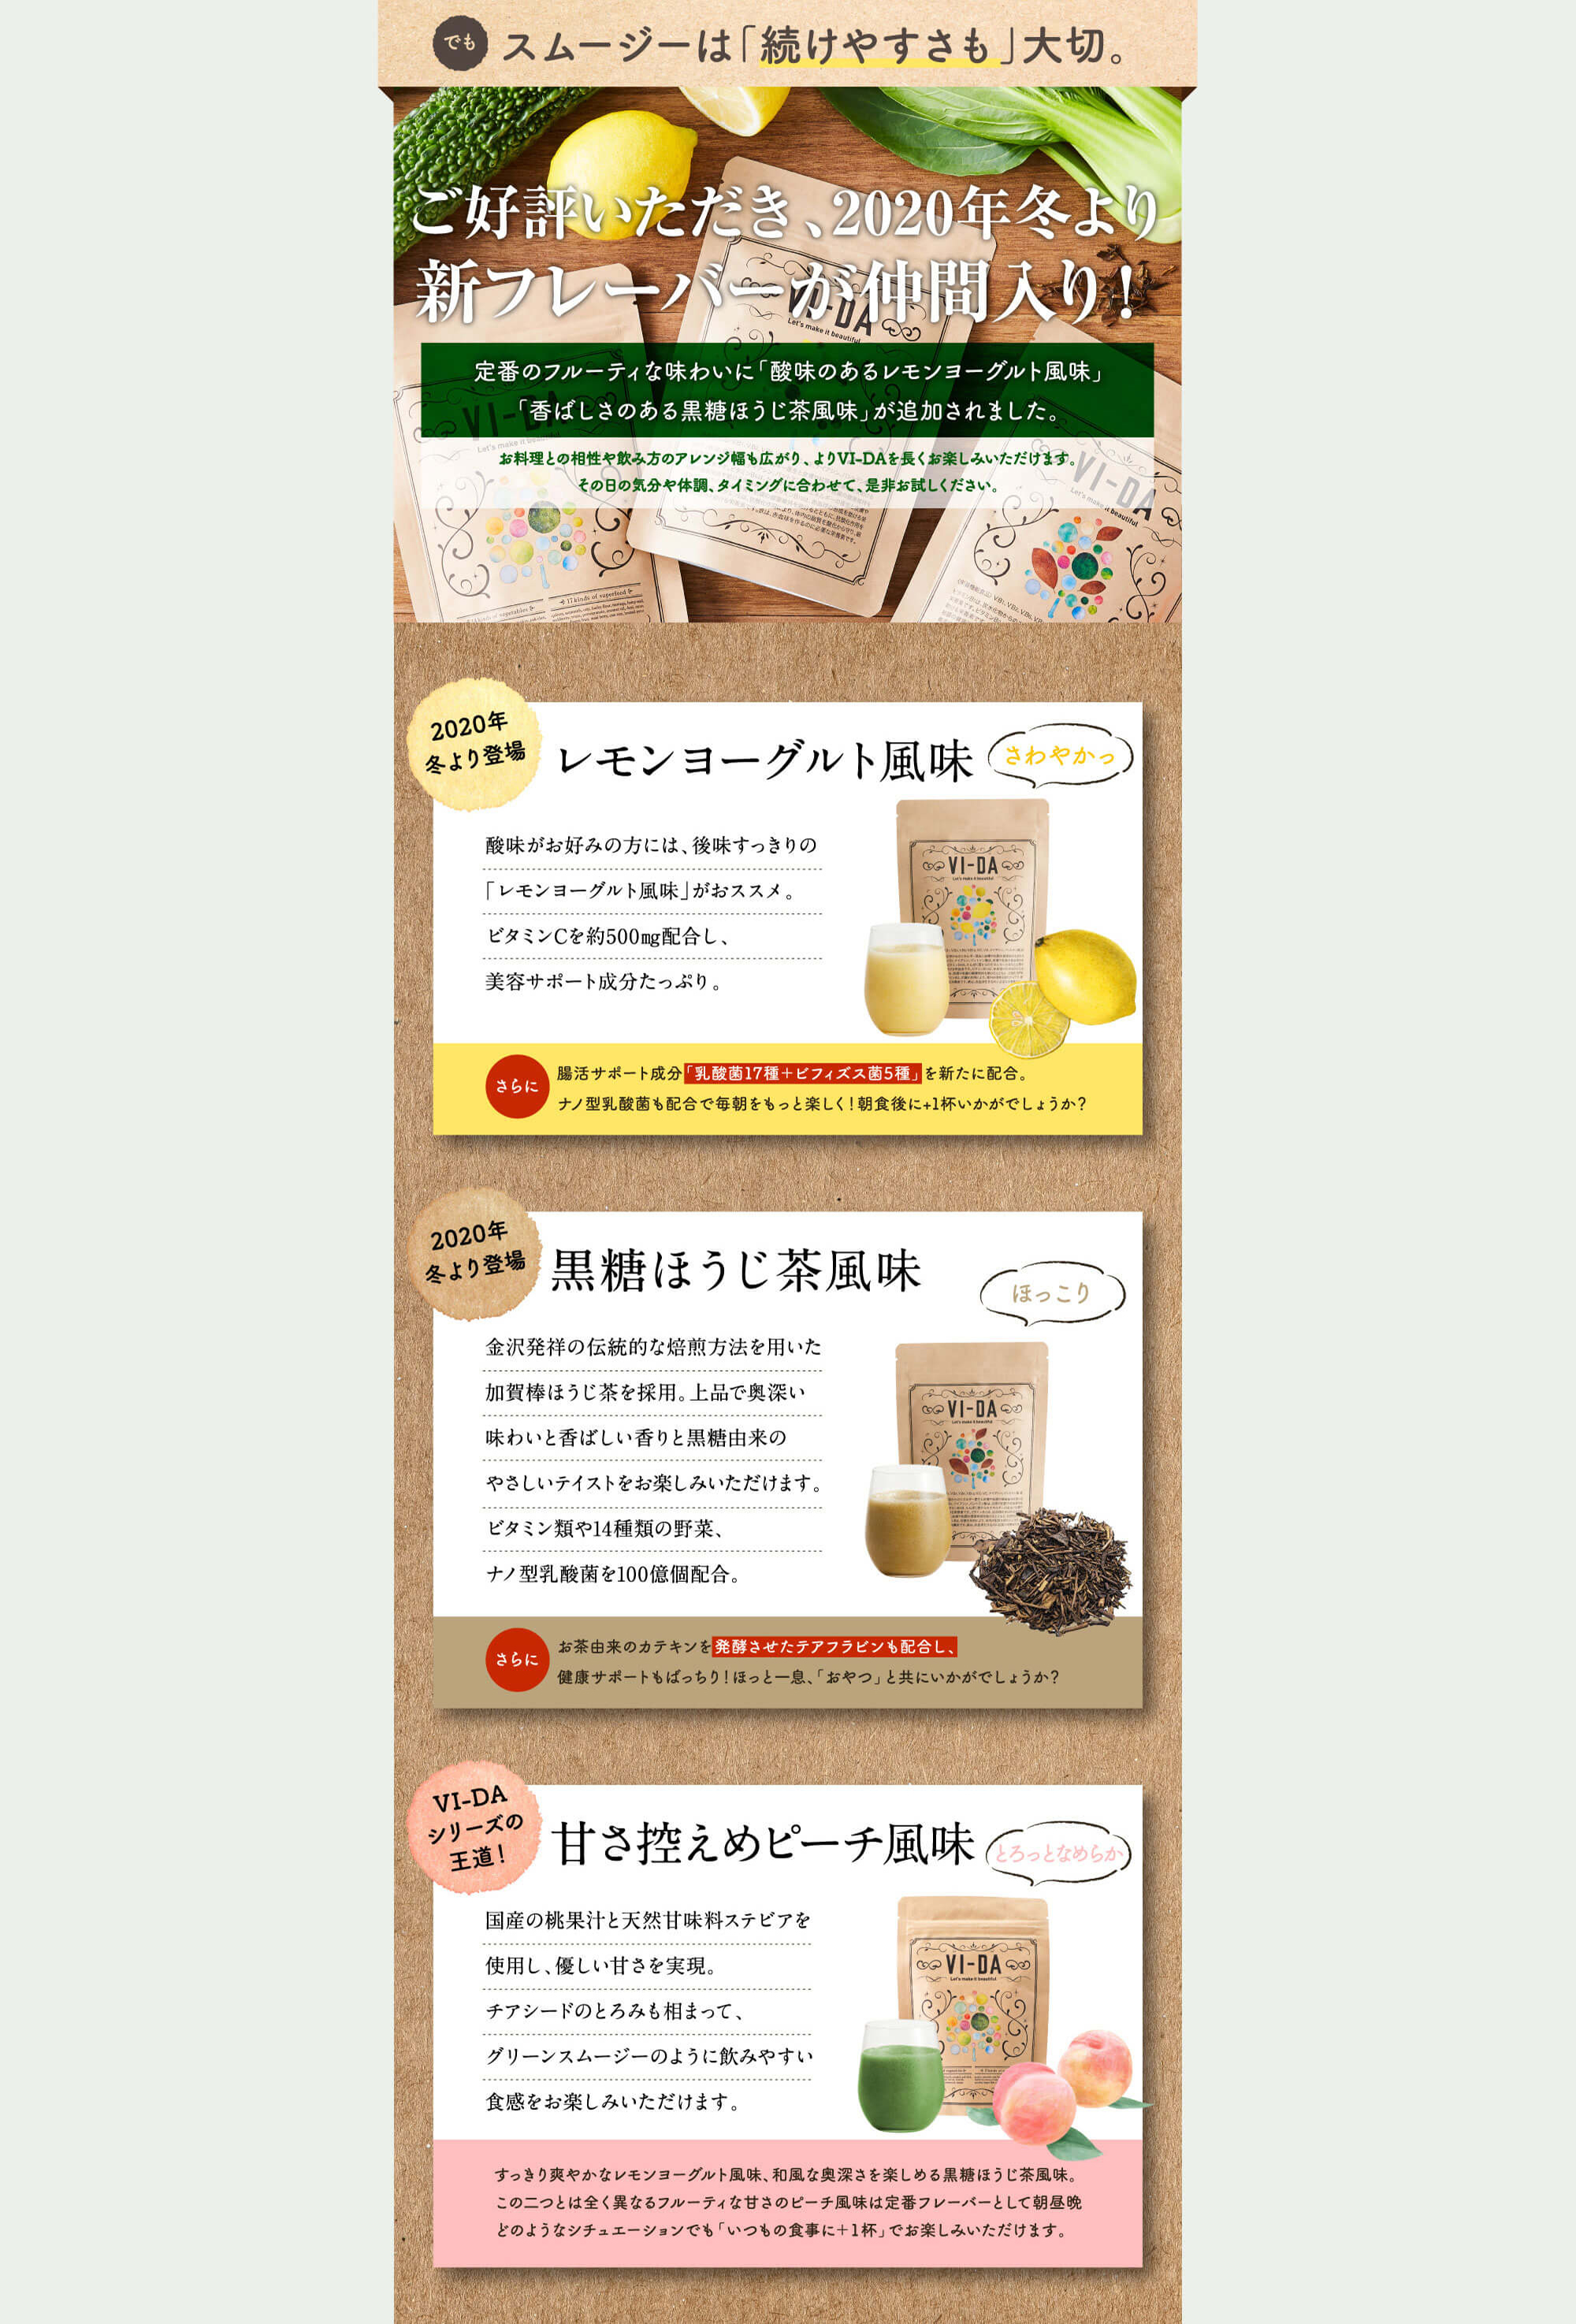 でも
スムージーは「続けやすさも」大切。
ご好評いただき、2020年冬より
新フレーバーが仲間入り!
定番のフルーティな味わいに「酸味のあるレモンヨーグルト風味」
「香ばしさのある黒糖ほうじ茶風味」が追加されました。
お料理との相性や飲み方のアレンジ幅も広がり、よりVI-DAを長くお楽しみいただけます。
その日の気分や体調、タイミングに合わせて、是非お試しください。
VI-DA
Let's make it beautiful
VI-DA
VI-DA
2020年
冬より登場
レモンヨーグルト風味
さわやかっ
酸味がお好みの方には、後味すっきりの
「レモンヨーグルト風味」がおススメ。
ビタミンCを約500㎎配合し、
美容サポート成分たっぷり。
VI-DA
Let's make it beautiful
さらに
腸活サポート成分「乳酸菌17種+ビフィズス菌5種」を新たに配合。
ナノ型乳酸菌も配合で毎朝をもっと楽しく!朝食後に+1杯いかがでしょうか?
2020年
冬より登場
黒糖ほうじ茶風味
ほっこり
金沢発祥の伝統的な焙煎方法を用いた
加賀棒ほうじ茶を採用。上品で奥深い
味わいと香ばしい香りと黒糖由来の
やさしいテイストをお楽しみいただけます。
ビタミン類や14種類の野菜、
ナノ型乳酸菌を100億個配合。
VI-DA
Let's make it beautiful
さらに
お茶由来のカテキンを発酵させたテアフラビンも配合し、
健康サポートもばっちり!ほっと一息、「おやつ」と共にいかがでしょうか?
VI-DA
シリーズの
王道!
甘さ控えめピーチ風味
とろっとなめらか
国産の桃果汁と天然甘味料ステビアを
使用し、優しい甘さを実現。
チアシードのとろみも相まって、
グリーンスムージーのように飲みやすい
食感をお楽しみいただけます。
VI-DA
Let's make it beautiful
すっきり爽やかなレモンヨーグルト風味、和風な奥深さを楽しめる黒糖ほうじ茶風味。
この二つとは全く異なるフルーティな甘さのピーチ風味は定番フレーバーとして朝昼晩
どのようなシチュエーションでも「いつもの食事に+1杯」でお楽しみいただけます。